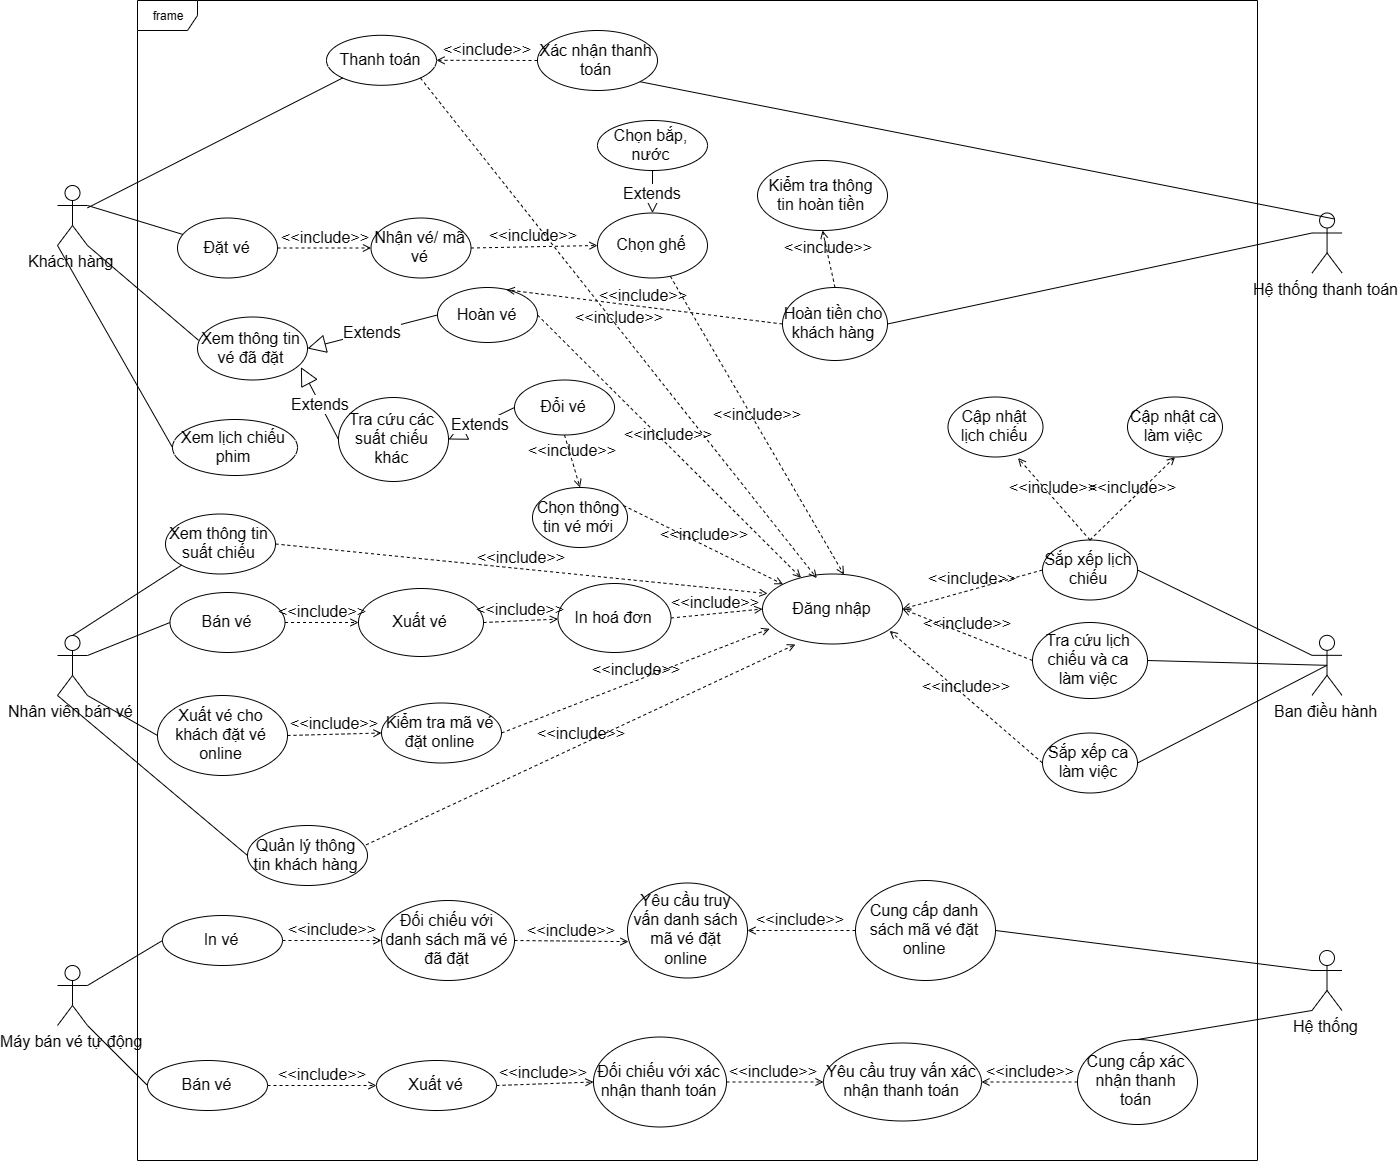 frame
Thanh toán
<<include>>
Xác nhận thanh
toán
Chọn bắp,
nước
Extends
Kiểm tra thông
tin hoàn tiền
Khách hàng
Đặt vé
<<include>>
Nhận vé/ mã
vé
<<include>>
Chọn ghế
<<include>>
Hệ thống thanh toán
Hoàn vé
<<include>>
<<include>>
Hoàn tiền cho
khách hàng
Xem thông tin
vé đã đặt
Extends
Extends
Tra cứu các
suất chiếu
khác
Extends
Đổi vé
<<include>>
<<include>>
<<include>>
Xem lịch chiếu
phim
Chọn thông
tin vé mới
<<include>>
Cập nhật
lịch chiếu
Cập nhật ca
làm việc
<<include>>
<<include>>
Xem thông tin
suất chiếu
<<include>>
Sắp xếp lịch
chiếu
<<include>>
Bán vé
<<include>>
Xuất vé
<<include>>
In hoá đơn
<<include>>
Đăng nhập
<<include>>
Tra cứu lịch
chiếu và ca
làm việc
Nhân viên bán vé
Ban điều hành
Xuất vé cho
khách đặt vé
online
<<include>>
Kiểm tra mã vé
đặt online
<<include>>
<<include>>
<<include>>
Sắp xếp ca
làm việc
Quản lý thông
tin khách hàng
In vé
<<include>>
Đối chiếu với
danh sách mã vé
đã đặt
<<include>>
Yêu cầu truy
vấn danh sách
mã vé đặt
online
<<include>>
Cung cấp danh
sách mã vé đặt
online
Máy bán vé tự động
Hệ thống
Bán vé
<<include>>
Xuất vé
<<include>>
Đối chiếu với xác
nhận thanh toán
<<include>>
Yêu cầu truy vấn xác
nhận thanh toán
<<include>>
Cung cấp xác
nhận thanh
toán